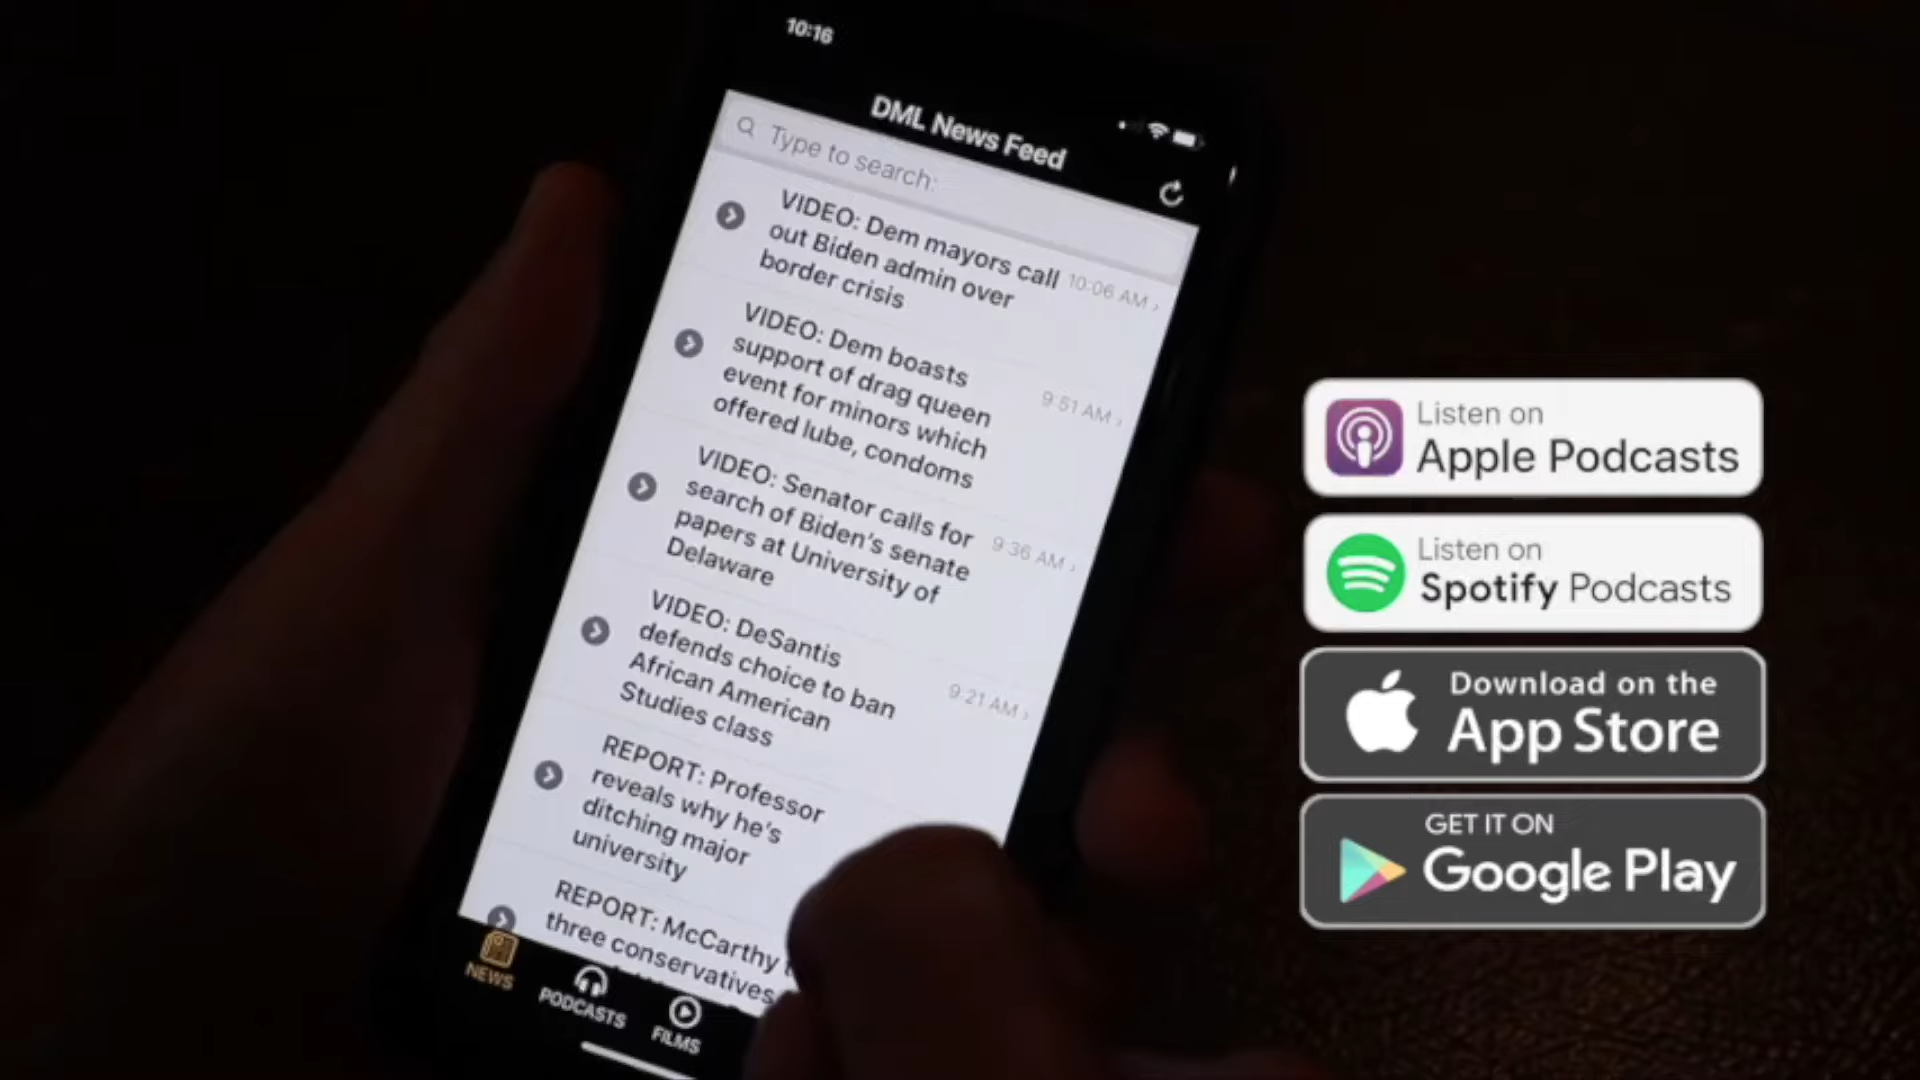 10:16
DML News Feed
Type to search:
VIDEO: Dem mayors call
out Biden admin over
border crisis
10:06 AM
VIDEO: Dem boasts
support of drag queen
event for minors which
offered lube, condoms
9:51 AM
VIDEO: Senator calls for
search of Biden's senate
papers at University of
Delaware
9:36 AM
VIDEO: DeSantis
defends choice to ban
African American
Studies class
9:21 AM
REPORT: Professor
reveals why he's
ditching major
university
REPORT: McCarthy
three conservatives
NEWS
PODCASTS
FILMS
Listen on
Apple Podcasts
Listen on
Spotify Podcasts
Download on the
App Store
GET IT ON
Google Play